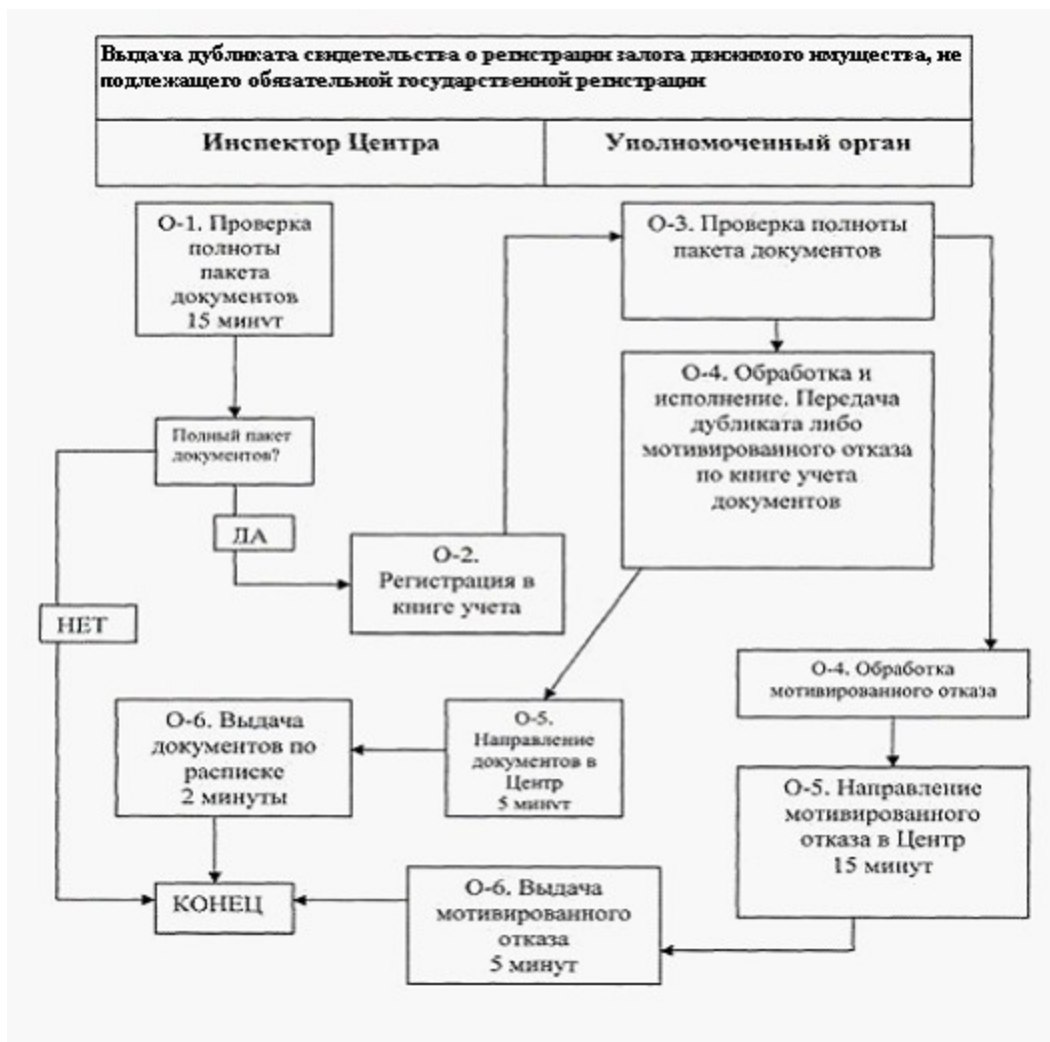 Выдача дубликата свидетельства о регистрации залога движимого имущества, не
подлежащего обязательной государственной регистрации
Инспектор Центра
Уполномоченный орган
О-1. Проверка
полноты
пакета
документов
15 минут
О-3. Проверка полноты
пакета документов
О-4. Обработка и
исполнение. Передача
дубликата либо
мотивированного отказа
по книге учета
документов
Полный пакет
документов?
ДА
О-2.
Регистрация в
книге учета
НЕТ
О-4. Обработка
мотивированного отказа
О-6. Выдача
документов по
расписке
2 минуты
О-5.
Направление
документов в
Центр
5 минут
О-5. Направление
мотивированного
отказа в Центр
15 минут
КОНЕЦ
О-6. Выдача
мотивированного
отказа
5 минут